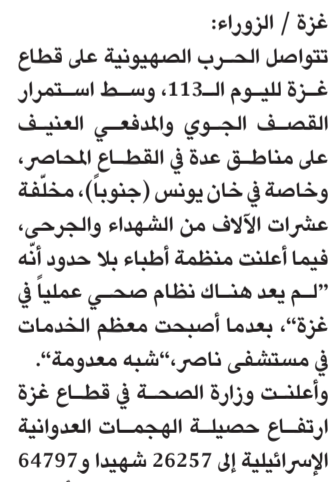 غزة / الزوراء:
تتواصل الحرب الصهيونية على قطاع
غزة لليوم الـ113، وسط استمرار
القصف الجوي والمدفعي العنيف
على مناطق عدة في القطاع المحاصر،
وخاصة في خان يونس (جنوباً)، مخلّفة
عشرات الآلاف من الشهداء والجرحى،
فيما أعلنت منظمة أطباء بلا حدود أنّه
”لم يعد هناك نظام صحي عملياً في
غزة“، بعدما أصبحت معظم الخدمات
في مستشفى ناصر،“شبه معدومة“.
وأعلنت وزارة الصحة في قطاع غزة
ارتفاع حصيلة الهجمات العدوانية
الإسرائيلية إلى 26257 شهيدا و64797